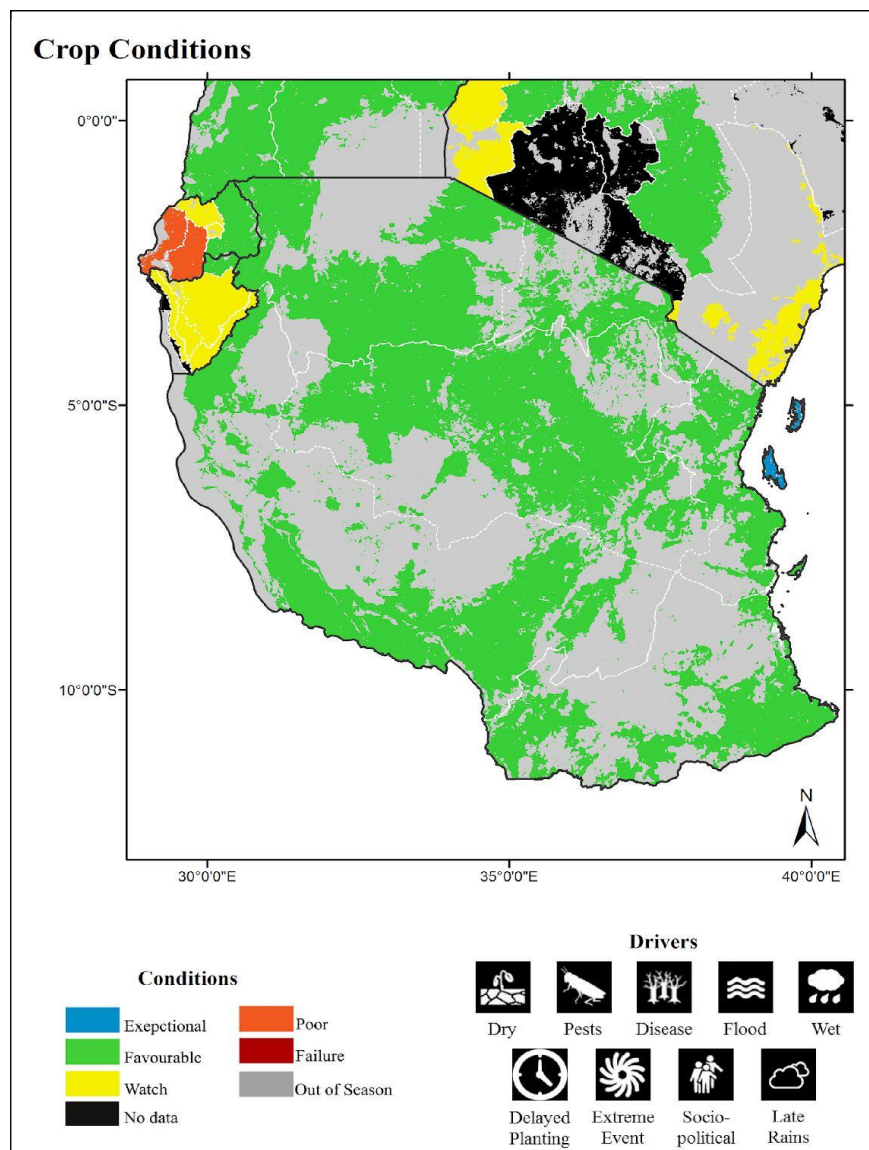 Crop Conditions
0°0'0"
5°0'0"S
10°0'0"S
N
30°0'0"E
35°0'0"E
40°0'0"E
Conditions
Exepctional
Favourable
Watch
No data
Poor
Failure
Out of Season
Drivers
Dry
Pests
Disease
Flood
Wet
Delayed
Planting
Extreme
Event
Socio-
political
Late
Rains